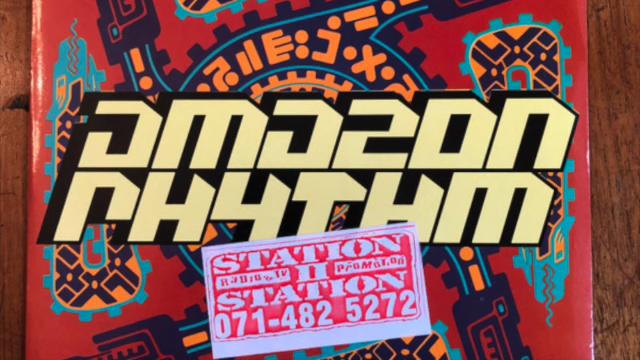 AMAZON
RHYTHM
STATION
RADIO & TV II PROMOTION
STATION
071-482 5272